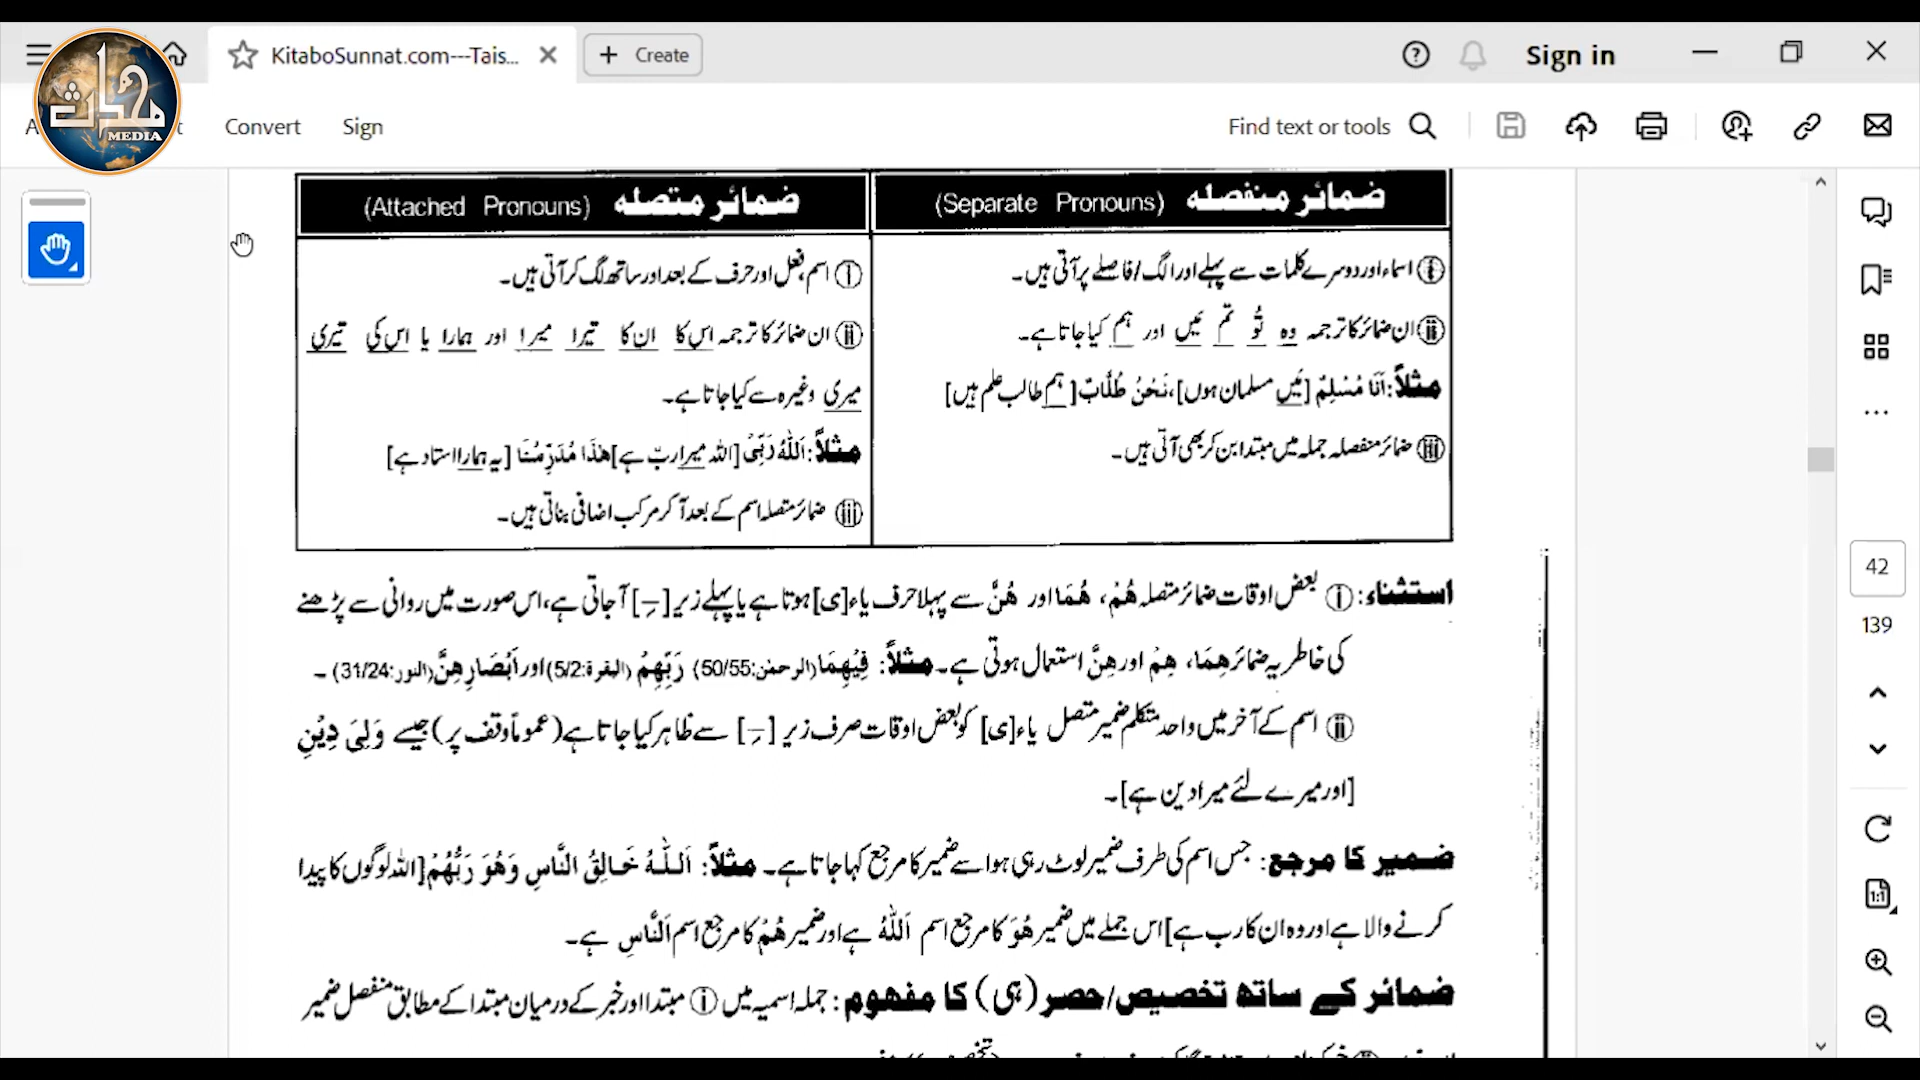 KitaboSunnat.com---Tais...
Create
Sign in
Convert
Sign
Find text or tools
محدث
MEDIA
ضمائر منفصلہ (Separate Pronouns)
ⓘ اسماء اور دوسرے کلمات سے پہلے اور الگ/فاصلے پر آتی ہیں۔
ⓘⓘ ان ضمائر کا ترجمہ وہ تُو تم مَیں اور ہم کیا جاتا ہے۔
مثلاً: اَنَا مُسْلِمٌ [مَیں مسلمان ہوں]، نَحْنُ طُلَّابٌ [ہم طالب علم ہیں]
ⓘⓘⓘ ضمائر منفصلہ جملہ میں مبتدا بن کر بھی آتی ہیں۔
ضمائر متصلہ (Attached Pronouns)
ⓘ اسم، فعل اور حرف کے بعد اور ساتھ لگ کر آتی ہیں۔
ⓘⓘ ان ضمائر کا ترجمہ اس کا ان کا تیرا میرا اور ہمارا یا اس کی تیری
میری وغیرہ سے کیا جاتا ہے۔
مثلاً: اَللّٰهُ رَبِّیْ [اللہ میرا ربّ ہے] هٰذَا مُدَرِّسُنَا [یہ ہمارا استاد ہے]
ⓘⓘⓘ ضمائر متصلہ اسم کے بعد آ کر مرکب اضافی بناتی ہیں۔
استثناء: ⓘ بعض اوقات ضمائر متصلہ هُمْ، هُمَا اور هُنَّ سے پہلا حرف یاء [ی] ہوتا ہے یا پہلے زیر [ــِـ] آ جاتی ہے، اس صورت میں روانی سے پڑھنے
کی خاطر یہ ضمائر هِمَا، هِمْ اور هِنَّ استعمال ہوتی ہے۔ مثلاً: فِيْهِمَا (الرحمٰن:50/55) رَبِّهِمْ (البقرة:5/2) اور اَبْصَارِهِنَّ (النور:31/24) ۔
ⓘⓘ اسم کے آخر میں واحد متکلم ضمیر متصل یاء [ی] کو بعض اوقات صرف زیر [ــِـ] سے ظاہر کیا جاتا ہے (عموماً وقف پر) جیسے وَلِیَ دِیْنِ
[اور میرے لئے میرا دین ہے]۔
ضمیر کا مرجع: جس اسم کی طرف ضمیر لوٹ رہی ہو اسے ضمیر کا مرجع کہا جاتا ہے۔ مثلاً: اَللّٰهُ خَالِقُ النَّاسِ وَهُوَ رَبُّهُمْ [اللہ لوگوں کا پیدا
کرنے والا ہے اور وہ ان کا رب ہے] اس جملے میں ضمیر هُوَ کا مرجع اسم اَللّٰهُ ہے اور ضمیر هُمْ کا مرجع اسم اَلنَّاسِ ہے۔
ضمائر کے ساتھ تخصیص/حصر (ہی) کا مفہوم: جملہ اسمیہ میں ⓘ مبتدا اور خبر کے درمیان مبتدا کے مطابق منفصل ضمیر
42
139